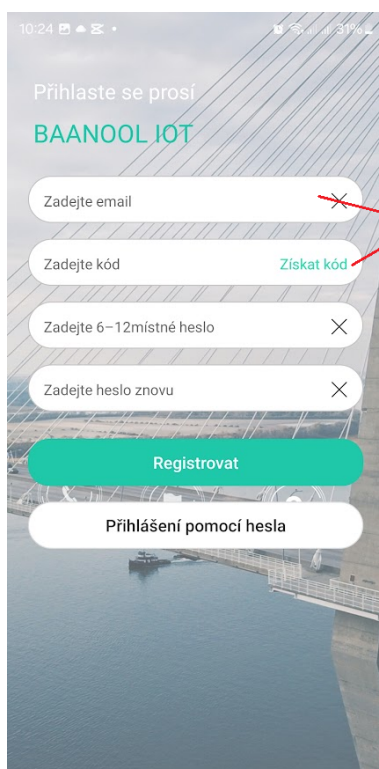 10:24
31%
Přihlaste se prosí
BAANOOL IOT
Zadejte email
Zadejte kód
Získat kód
Zadejte 6–12místné heslo
Zadejte heslo znovu
Registrovat
Přihlášení pomocí hesla